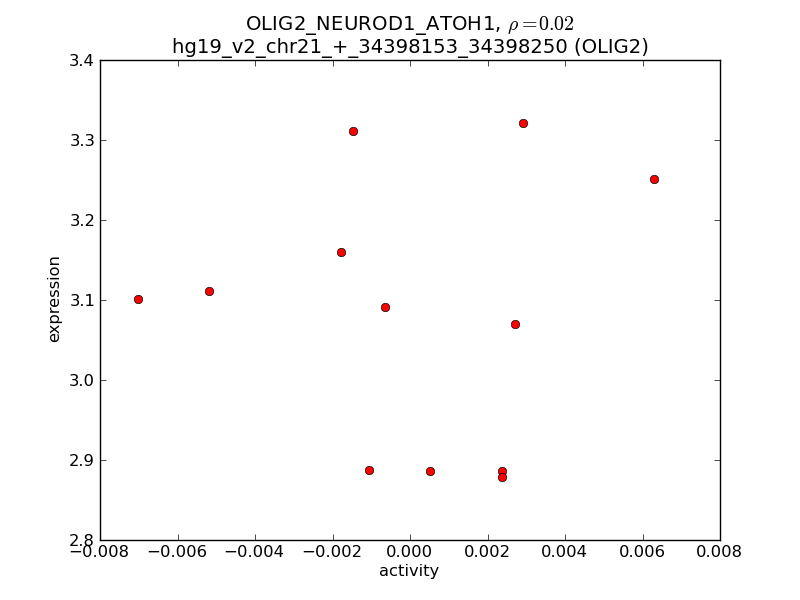 OLIG2_NEUROD1_ATOH1, ρ = 0.02
hg19_v2_chr21_+_34398153_34398250 (OLIG2)
3.4
3.3
3.2
3.1
3.0
2.9
2.8
expression
−0.008 −0.006 −0.004 −0.002 0.000 0.002 0.004 0.006 0.008
activity